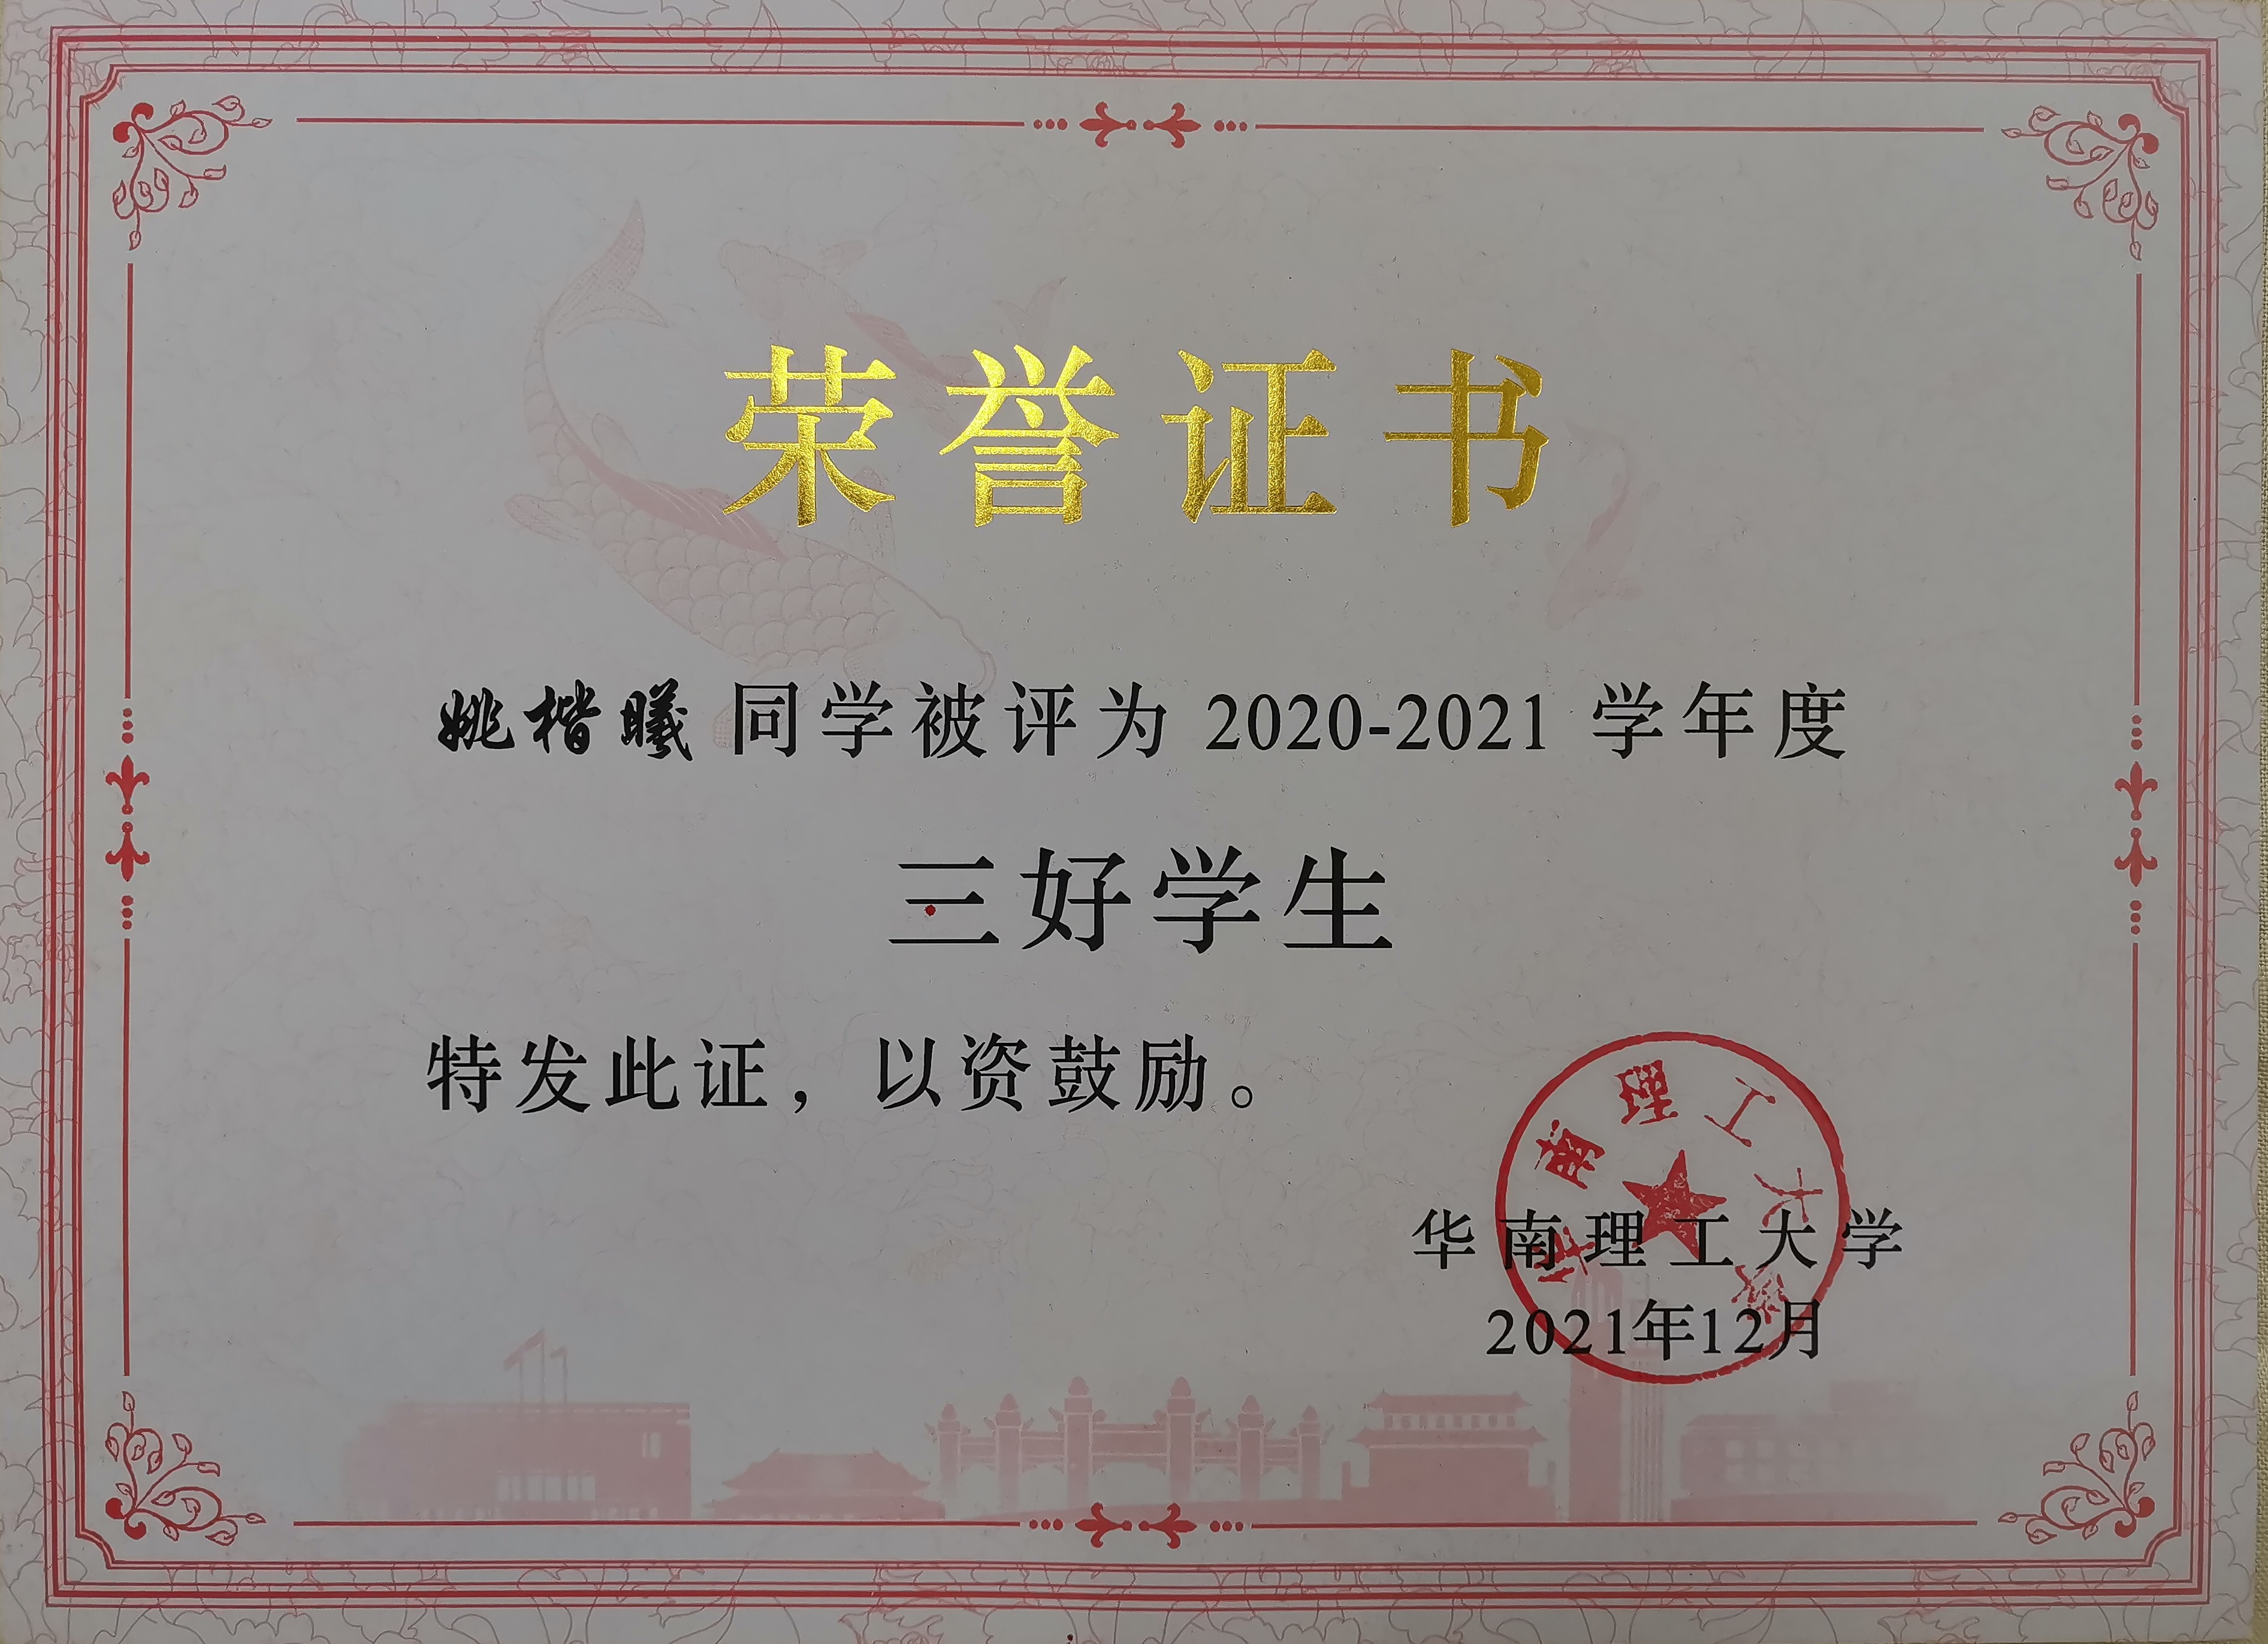 荣誉证书
姚楷曦 同学被评为 2020-2021 学年度
三好学生
特发此证，以资鼓励。
华南理工大学
华南理工大学
2021年12月